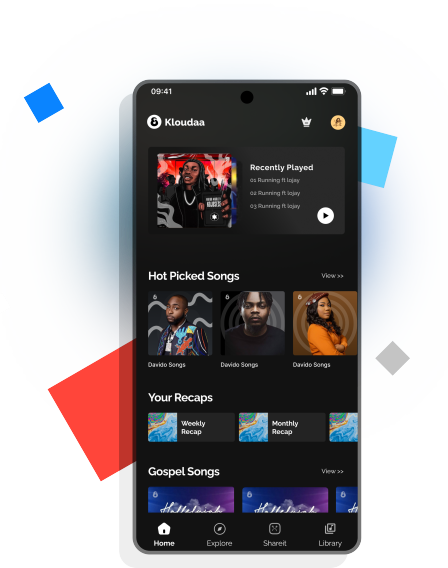 09:41
Kloudaa
Recently Played
01 Running ft lojay
02 Running ft lojay
03 Running ft lojay
Hot Picked Songs
View >>
Davido Songs
Davido Songs
Davido Songs
Your Recaps
Weekly
Recap
Monthly
Recap
Gospel Songs
View >>
Hallelujah
Home
Explore
Shareit
Library